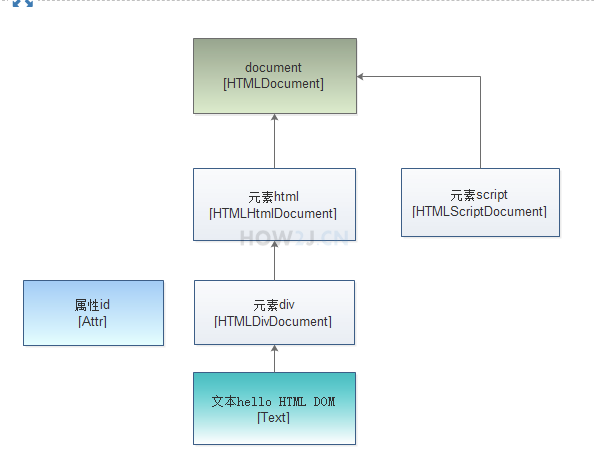 document
[HTMLDocument]
元素html
[HTMLHtmlDocument]
元素script
[HTMLScriptDocument]
HOW2J.CN
属性id
[Attr]
元素div
[HTMLDivDocument]
文本hello HTML DOM
[Text]